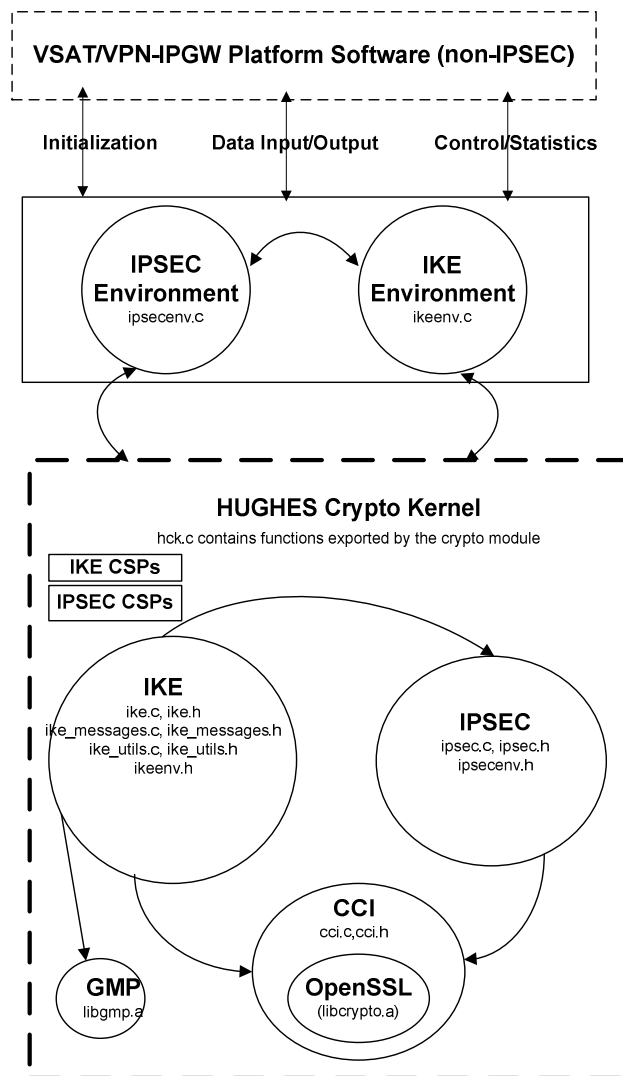 VSAT/VPN-IPGW Platform Software (non-IPSEC)
Initialization
Data Input/Output
Control/Statistics
IPSEC
Environment
ipsecenv.c
IKE
Environment
ikeenv.c
HUGHES Crypto Kernel
hck.c contains functions exported by the crypto module
IKE CSPs
IPSEC CSPs
IKE
ike.c, ike.h
ike_messages.c, ike_messages.h
ike_utils.c, ike_utils.h
ikeenv.h
IPSEC
ipsec.c, ipsec.h
ipsecenv.h
CCI
cci.c,cci.h
OpenSSL
(libcrypto.a)
GMP
libgmp.a